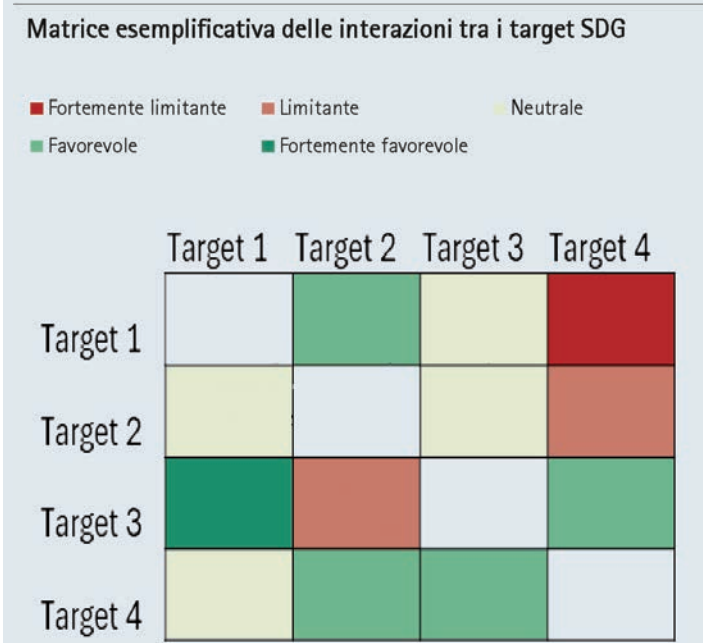 Matrice esemplificativa delle interazioni tra i target SDG
Fortemente limitante Limitante Neutrale
Favorevole Fortemente favorevole
Target 1 Target 2 Target 3 Target 4
Target 1
Target 2
Target 3
Target 4